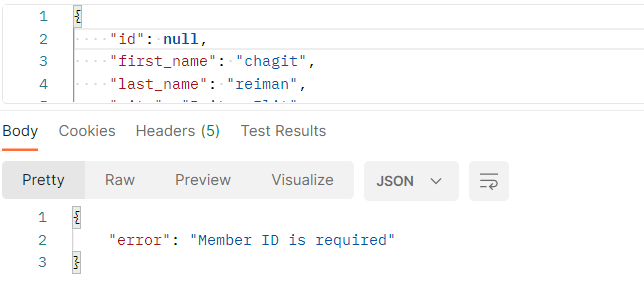 1 {
2 "id": null,
3 "first_name": "chagit",
4 "last_name": "reiman",
Body Cookies Headers (5) Test Results
Pretty Raw Preview Visualize JSON
1 {
2 "error": "Member ID is required"
3 }